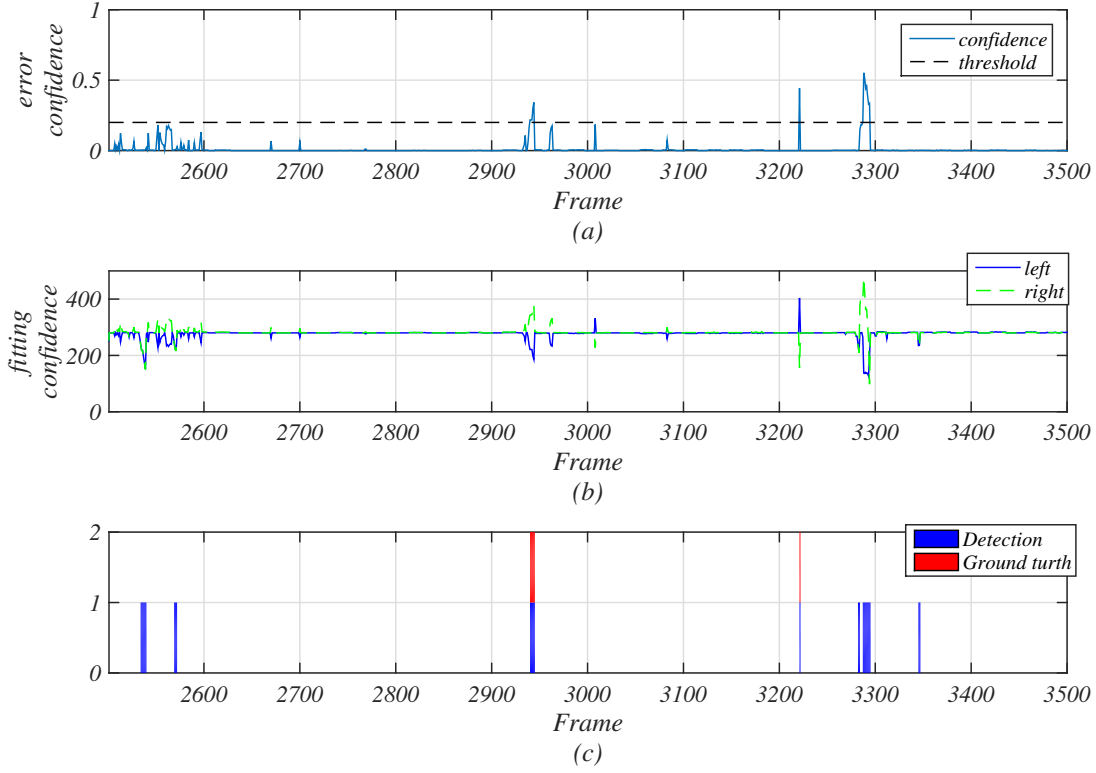 1
0.5
0
error
confidence
confidence
threshold
2600 2700 2800 2900 3000 3100 3200 3300 3400 3500
Frame
(a)
400
200
0
fitting
confidence
left
right
2600 2700 2800 2900 3000 3100 3200 3300 3400 3500
Frame
(b)
2
1
0
Detection
Ground turth
2600 2700 2800 2900 3000 3100 3200 3300 3400 3500
Frame
(c)